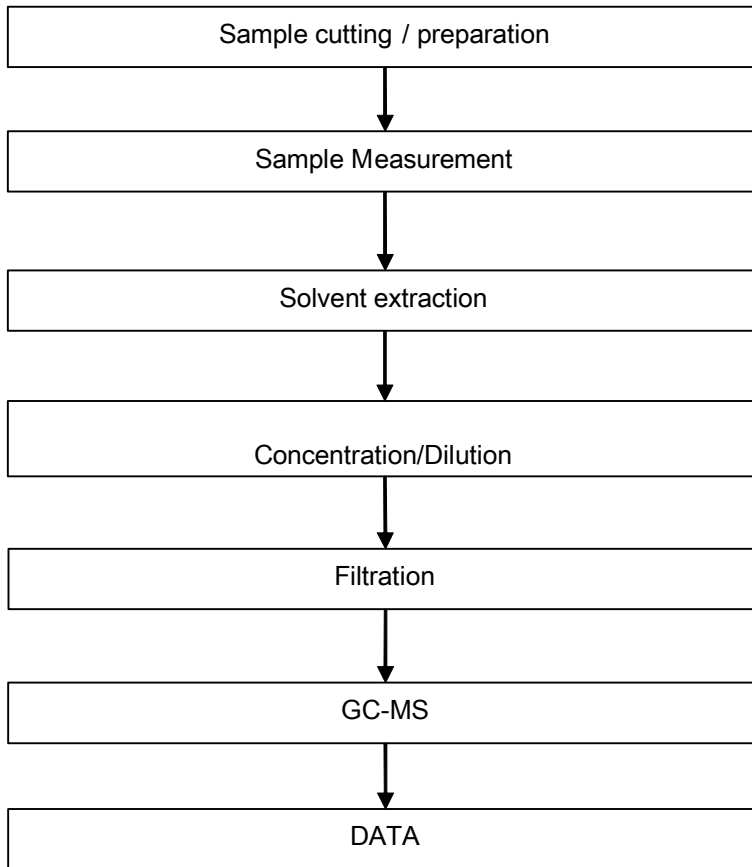 Sample cutting / preparation
Sample Measurement
Solvent extraction
Concentration/Dilution
Filtration
GC-MS
DATA